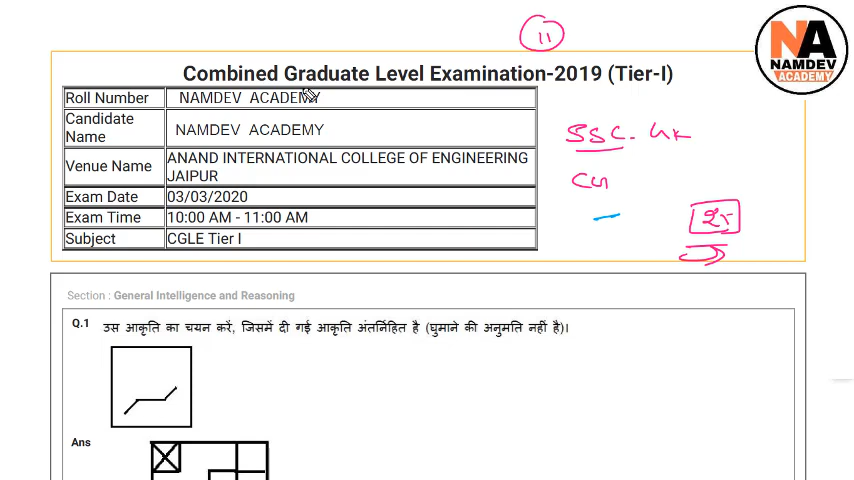 11
NA
NAMDEV
ACADEMY
Combined Graduate Level Examination-2019 (Tier-I)
Roll Number NAMDEV ACADEMY
Candidate Name NAMDEV ACADEMY
Venue Name ANAND INTERNATIONAL COLLEGE OF ENGINEERING JAIPUR
Exam Date 03/03/2020
Exam Time 10:00 AM - 11:00 AM
Subject CGLE Tier I
SSC. GK
25
Section : General Intelligence and Reasoning
Q.1 उस आकृति का चयन करें, जिसमें दी गई आकृति अंतर्निहित है (घुमाने की अनुमति नहीं है)।
Ans